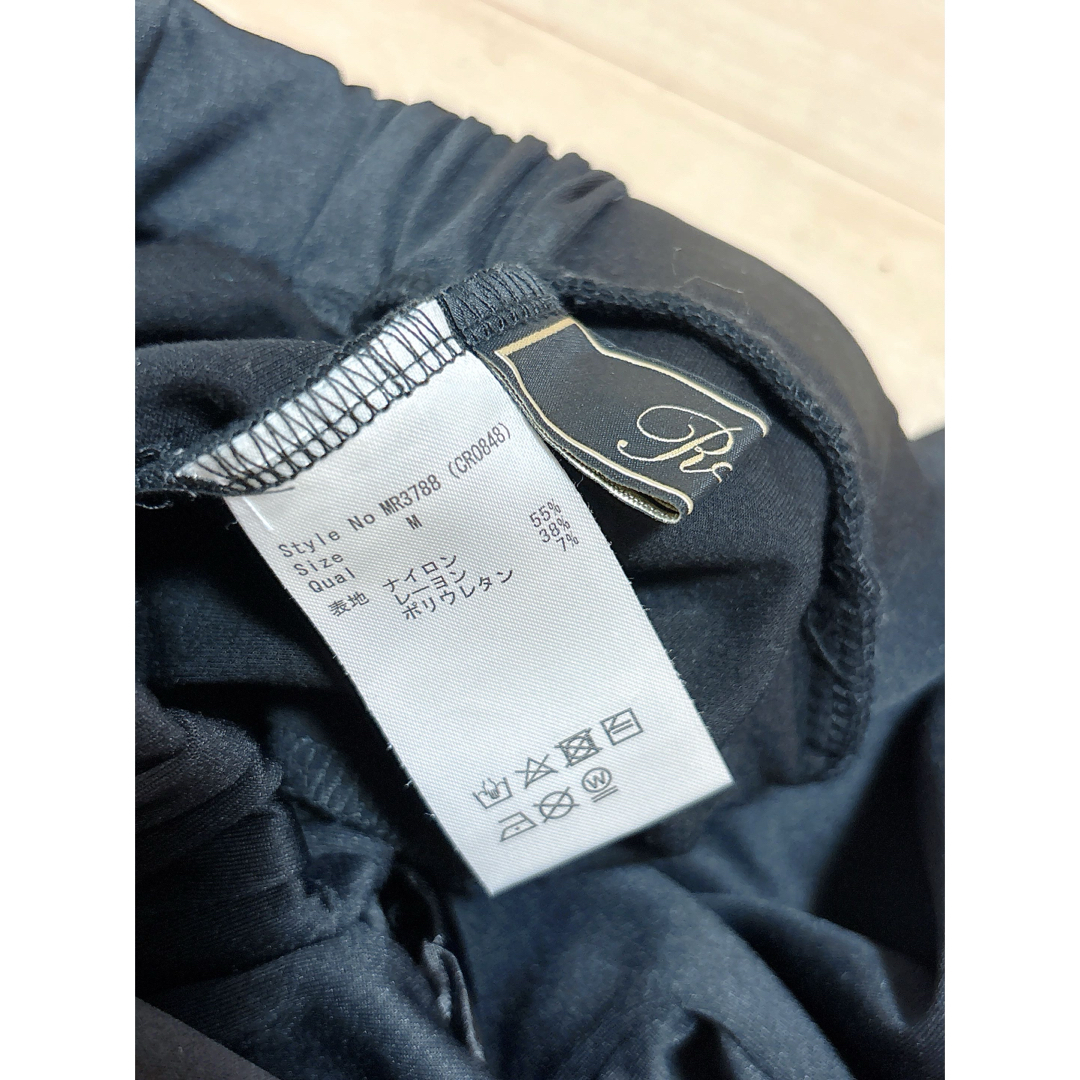 Style No MR3788 (CRO848)
Size M
Qual
表地 ナイロン 55%
レーヨン 38%
ポリウレタン 7%
W